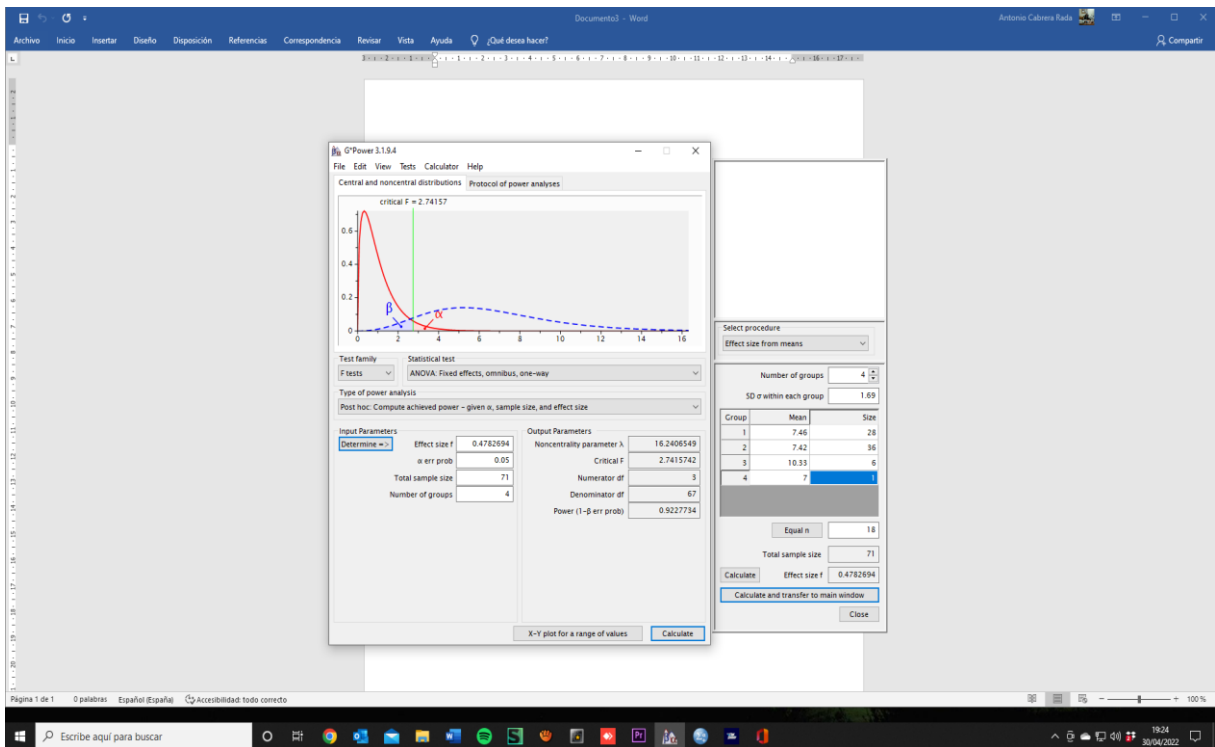 Documento3 - Word
Antonio Cabrera Rada
Archivo Inicio Insertar Diseño Disposición Referencias Correspondencia Revisar Vista Ayuda ¿Qué desea hacer? Compartir
G*Power 3.1.9.4
File Edit View Tests Calculator Help
Central and noncentral distributions Protocol of power analyses
critical F = 2.74157
0.6
0.4
0.2
0
β α
0 2 4 6 8 10 12 14 16
Test family Statistical test
F tests ANOVA: Fixed effects, omnibus, one-way
Type of power analysis
Post hoc: Compute achieved power – given α, sample size, and effect size
Input Parameters Output Parameters
Determine => Effect size f 0.4782694 Noncentrality parameter λ 16.2406549
α err prob 0.05 Critical F 2.7415742
Total sample size 71 Numerator df 3
Number of groups 4 Denominator df 67
Power (1-β err prob) 0.9227734
X-Y plot for a range of values Calculate
Select procedure
Effect size from means
Number of groups 4
SD σ within each group 1.69
Group Mean Size
1 7.46 28
2 7.42 36
3 10.33 6
4 7 1
Equal n 18
Total sample size 71
Calculate Effect size f 0.4782694
Calculate and transfer to main window
Close
Página 1 de 1 0 palabras Español (España) Accesibilidad: todo correcto 100 %
Escribe aquí para buscar
19:24
30/04/2022